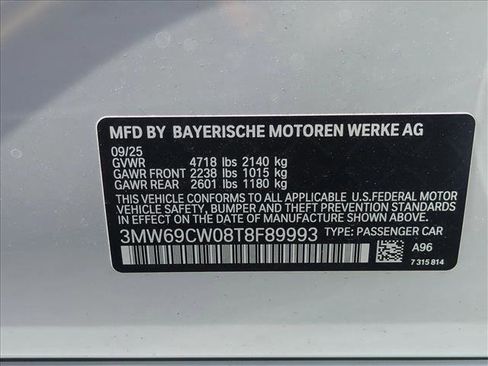 MFD BY BAYERISCHE MOTOREN WERKE AG
09/25
GVWR 4718 lbs 2140 kg
GAWR FRONT 2238 lbs 1015 kg
GAWR REAR 2601 lbs 1180 kg
THIS VEHICLE CONFORMS TO ALL APPLICABLE U.S.FEDERAL MOTOR
VEHICLE SAFETY, BUMPER, AND THEFT PREVENTION STANDARDS
IN EFFECT ON THE DATE OF MANUFACTURE SHOWN ABOVE.
3MW69CW08T8F89993 TYPE: PASSENGER CAR
A96
7 315 814